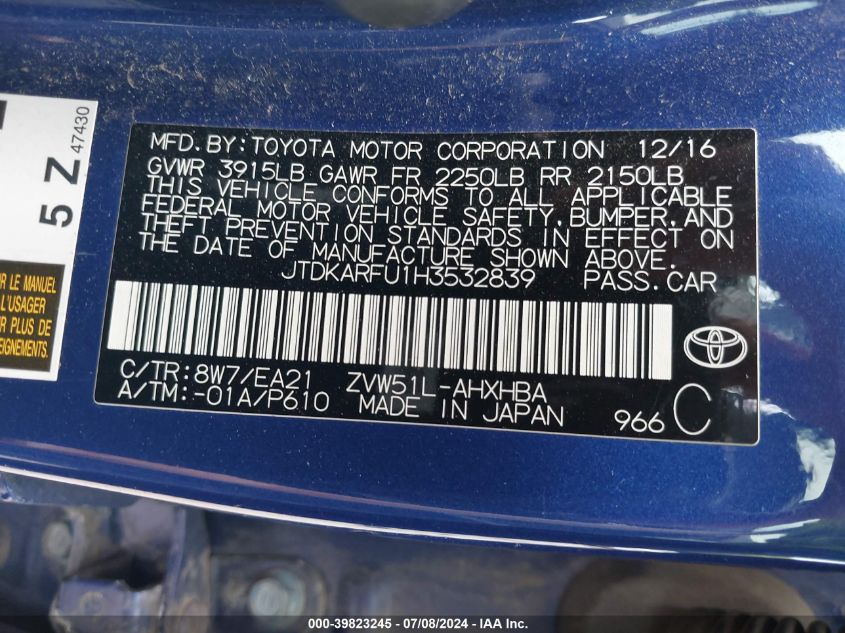 5 Z
47430
R LE MANUEL
L'USAGER
R PLUS DE
EIGNEMENTS.
MFD. BY: TOYOTA MOTOR CORPORATION 12/16
GVWR 3915LB GAWR FR 2250LB RR 2150LB
THIS VEHICLE CONFORMS TO ALL APPLICABLE
FEDERAL MOTOR VEHICLE SAFETY, BUMPER, AND
THEFT PREVENTION STANDARDS IN EFFECT ON
THE DATE OF MANUFACTURE SHOWN ABOVE.
JTDKARFU1H3532839 PASS. CAR
C/TR: 8W7/EA21 ZVW51L-AHXHBA
A/TM: -01A/P610 MADE IN JAPAN 966 C
000-39823245 - 07/08/2024 - IAA Inc.